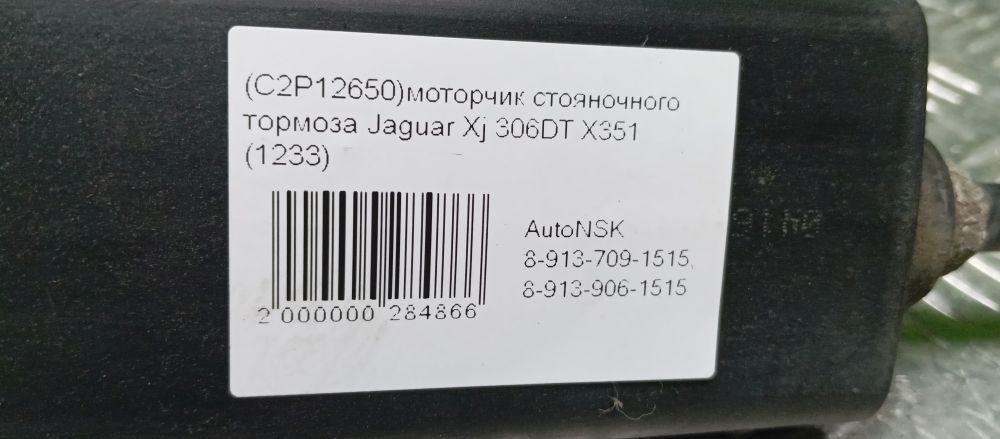 (C2P12650)моторчик стояночного
тормоза Jaguar Xj 306DT X351
(1233)
AutoNSK
8-913-709-1515,
8-913-906-1515
2 000000 284866